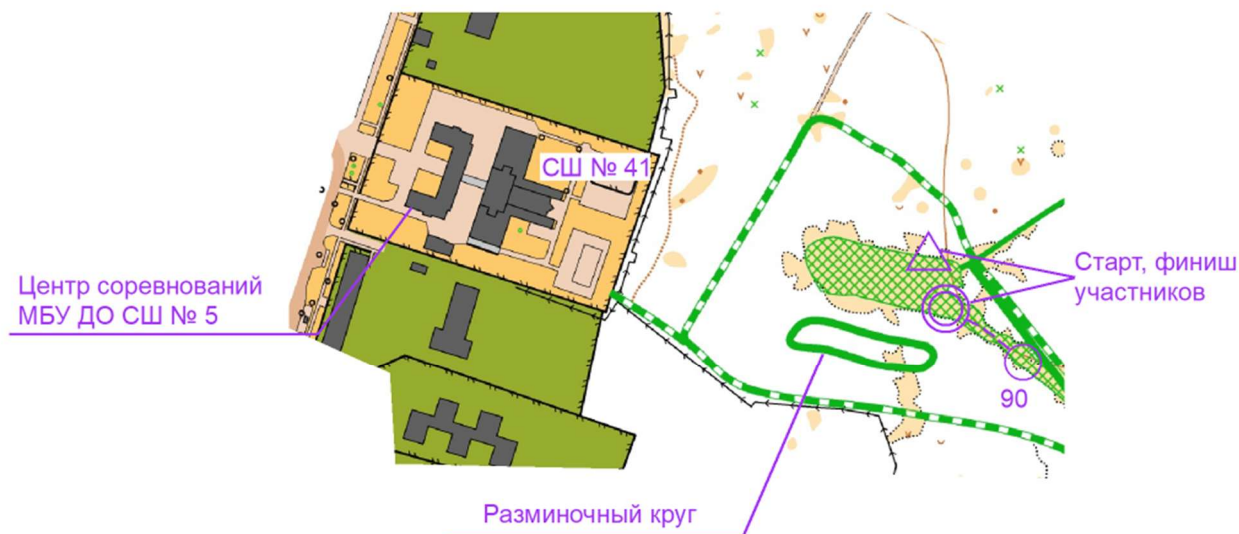 СШ № 41
Центр соревнований
МБУ ДО СШ № 5
Старт, финиш
участников
90
Разминочный круг